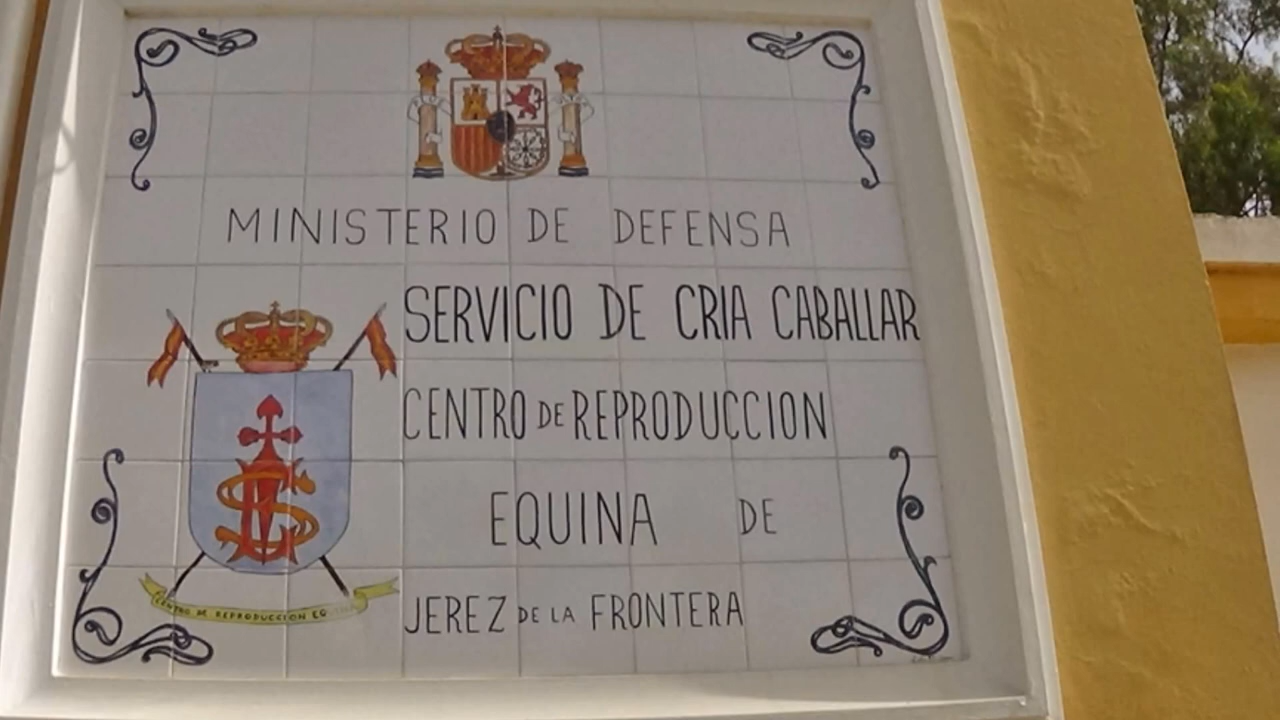 MINISTERIO DE DEFENSA
SERVICIO DE CRIA CABALLAR
CENTRO DE REPRODUCCION
EQUINA DE
JEREZ DE LA FRONTERA
CENTRO DE REPRODUCCION EQUINA